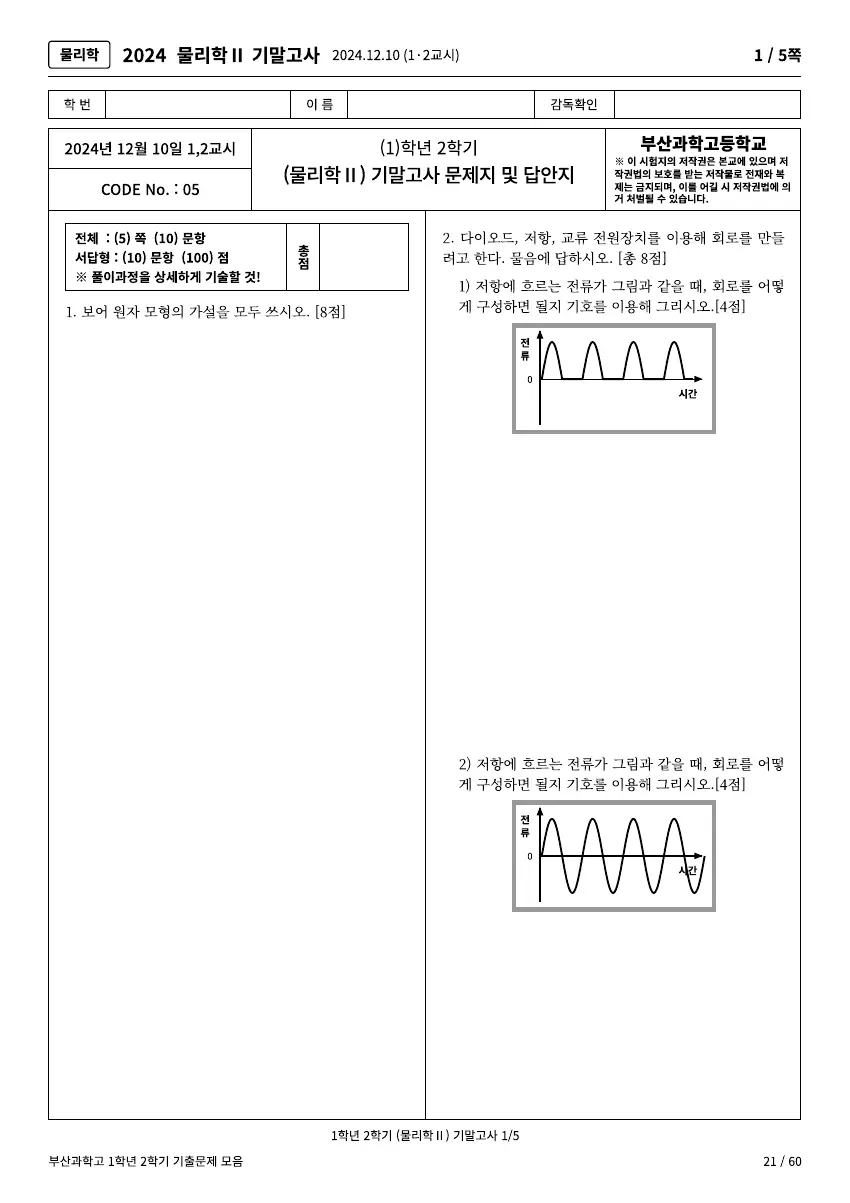 물리학 2024 물리학Ⅱ 기말고사 2024.12.10 (1·2교시) 1 / 5쪽
학 번 이 름 감독확인
2024년 12월 10일 1,2교시
CODE No. : 05
(1)학년 2학기
(물리학Ⅱ) 기말고사 문제지 및 답안지
부산과학고등학교
※ 이 시험지의 저작권은 본교에 있으며 저
작권법의 보호를 받는 저작물로 전재와 복
제는 금지되며, 이를 어길 시 저작권법에 의
거 처벌될 수 있습니다.
전체 : (5) 쪽 (10) 문항
서답형 : (10) 문항 (100) 점
※ 풀이과정을 상세하게 기술할 것!
총점
1. 보어 원자 모형의 가설을 모두 쓰시오. [8점]
2. 다이오드, 저항, 교류 전원장치를 이용해 회로를 만들
려고 한다. 물음에 답하시오. [총 8점]
1) 저항에 흐르는 전류가 그림과 같을 때, 회로를 어떻
게 구성하면 될지 기호를 이용해 그리시오.[4점]
전류
0
시간
2) 저항에 흐르는 전류가 그림과 같을 때, 회로를 어떻
게 구성하면 될지 기호를 이용해 그리시오.[4점]
전류
0
시간
1학년 2학기 (물리학Ⅱ) 기말고사 1/5
부산과학고 1학년 2학기 기출문제 모음 21 / 60